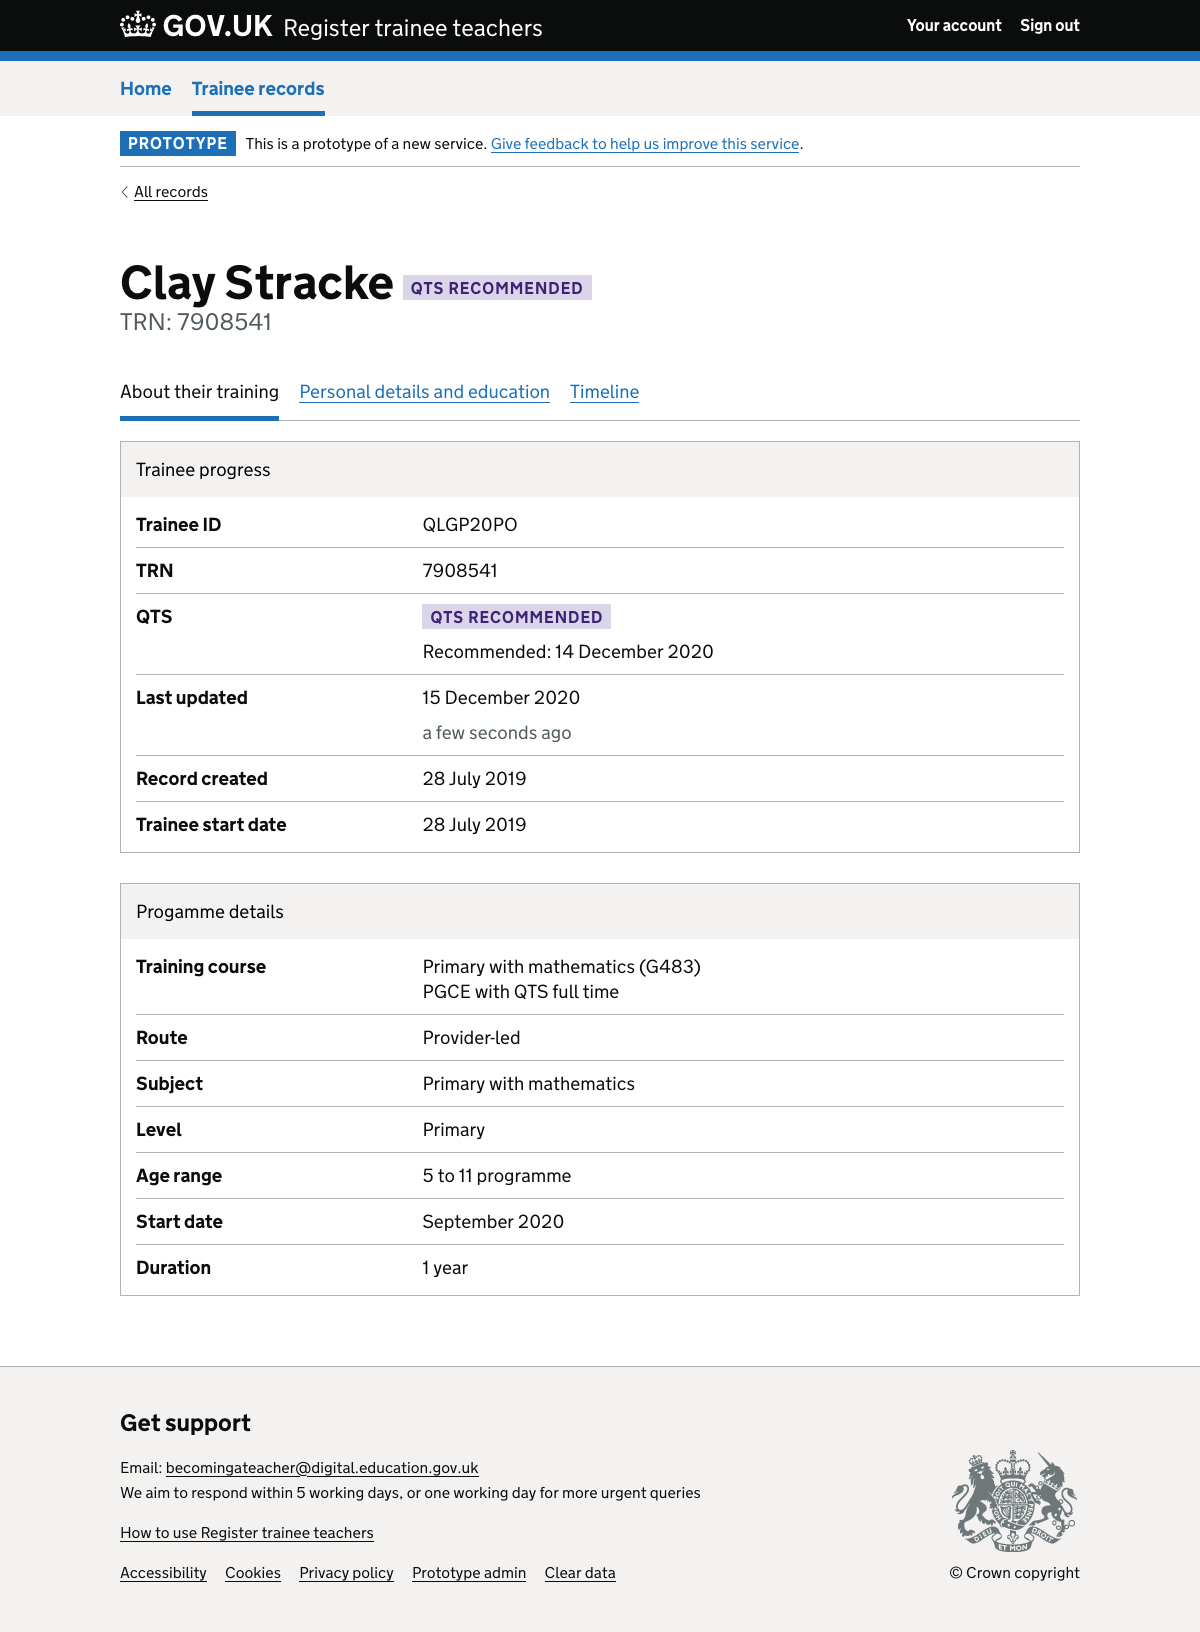 GOV.UK Register trainee teachers Your account Sign out
Home Trainee records
PROTOTYPE This is a prototype of a new service. Give feedback to help us improve this service.
All records
Clay Stracke QTS RECOMMENDED
TRN: 7908541
About their training Personal details and education Timeline
Trainee progress
Trainee ID QLGP20PO
TRN 7908541
QTS QTS RECOMMENDED
Recommended: 14 December 2020
Last updated 15 December 2020
a few seconds ago
Record created 28 July 2019
Trainee start date 28 July 2019
Progamme details
Training course Primary with mathematics (G483)
PGCE with QTS full time
Route Provider-led
Subject Primary with mathematics
Level Primary
Age range 5 to 11 programme
Start date September 2020
Duration 1 year
Get support
Email: becomingateacher@digital.education.gov.uk
We aim to respond within 5 working days, or one working day for more urgent queries
How to use Register trainee teachers
DIEU ET MON DROIT
Accessibility Cookies Privacy policy Prototype admin Clear data © Crown copyright